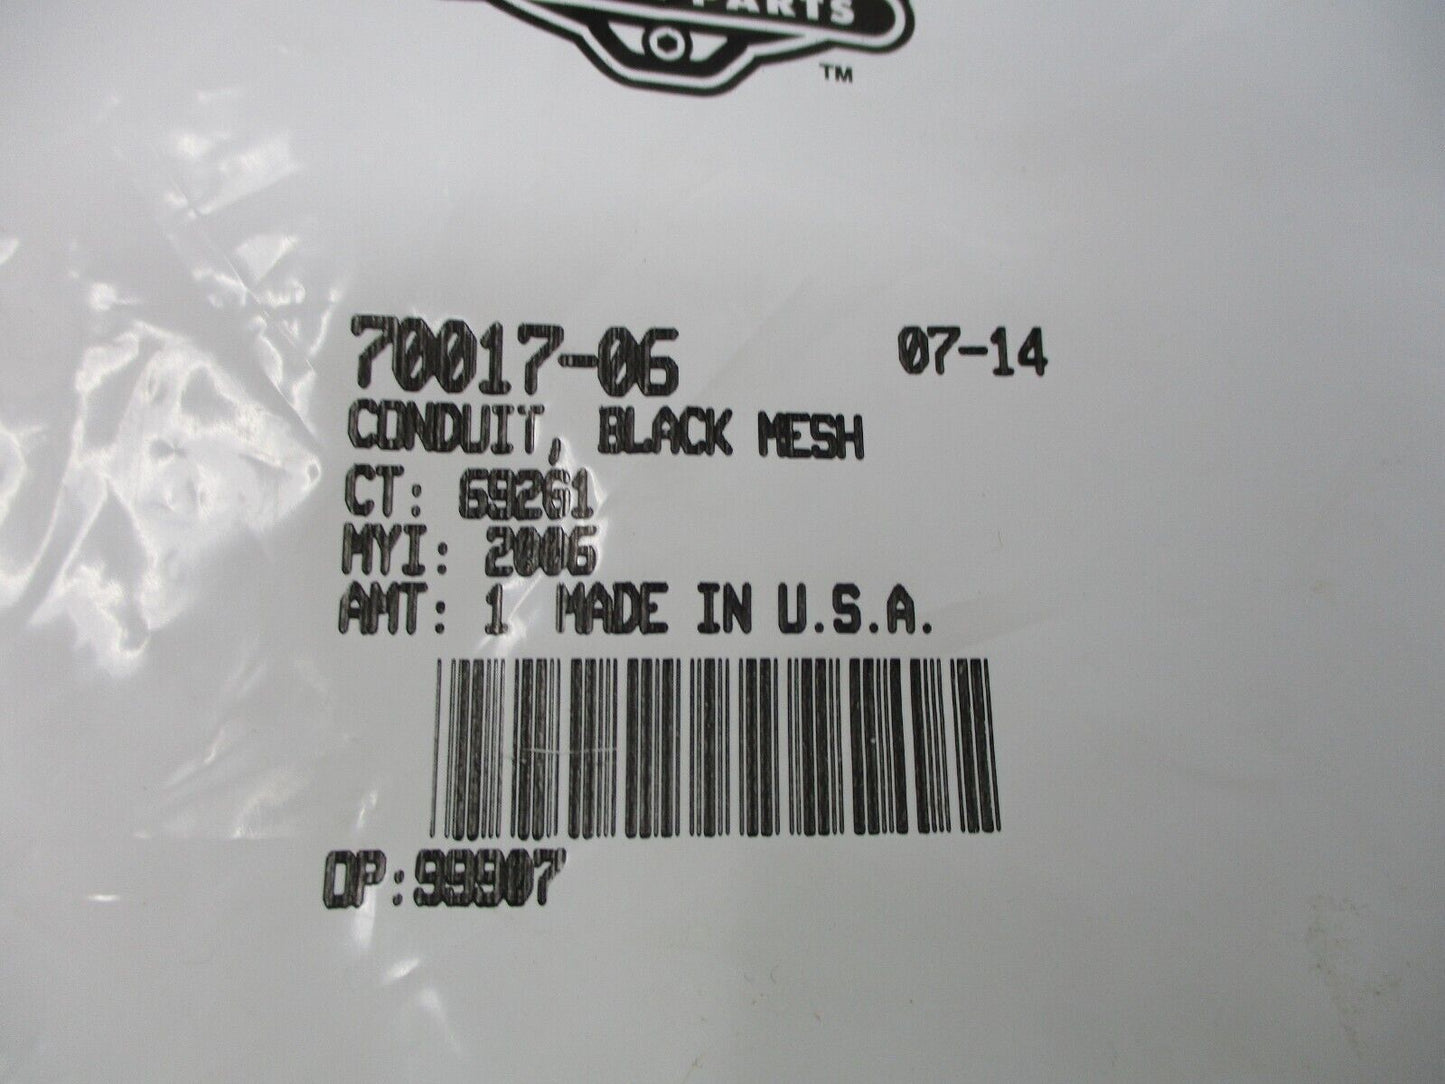 PARTS
TM
70017-06 07-14
CONDUIT, BLACK MESH
CT: 69261
MYI: 2006
AMT: 1 MADE IN U.S.A.
OP:99907